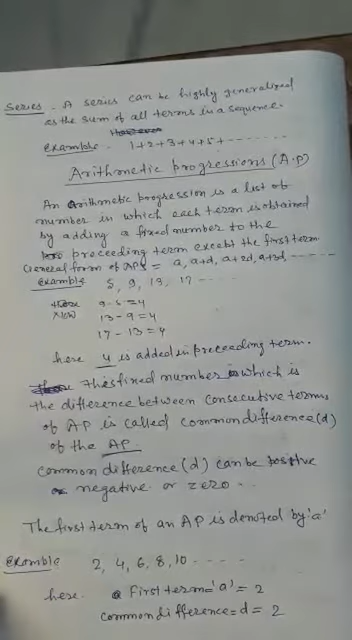 Series - A series can be highly generalized
as the sum of all terms in a sequence.
Example - 1+2+3+4+5+ - - - - - - -
Arithmetic progressions (A.P)
An arithmetic progression is a list of
number in which each term is obtained
by adding a fixed number to the
preceeding term except the first term
General form of APs = a, a+d, a+2d, a+3d, - - - - -
Example
5, 9, 13, 17 - - - - -
Now 9-5=4
13-9=4
17-13=4
here 4 is added in preceeding term.
the fixed number which is
the difference between consecutive terms
of AP is called common difference (d)
of the AP
common difference (d) can be positive
negative or zero..
The first term of an AP is denoted by 'a'
Example 2, 4, 6, 8, 10 - - - -
here. First term = 'a' = 2
common difference = d = 2